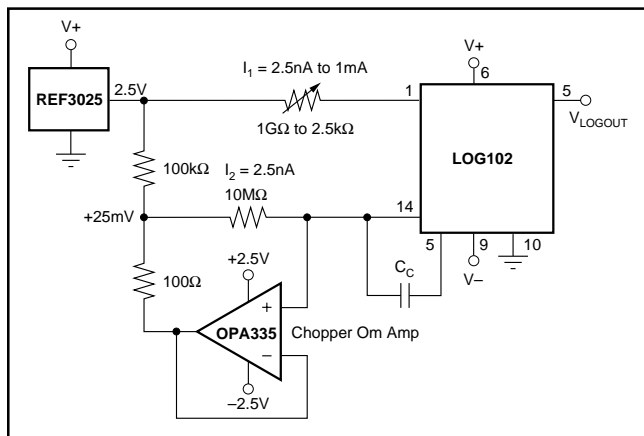 V+
REF3025
2.5V
I1 = 2.5nA to 1mA
1GΩ to 2.5kΩ
V+
6
1
5
VLOGOUT
LOG102
100kΩ
I2 = 2.5nA
10MΩ
+25mV
14
100Ω
+2.5V
CC
5
9
10
V–
+
OPA335
–
Chopper Om Amp
–2.5V